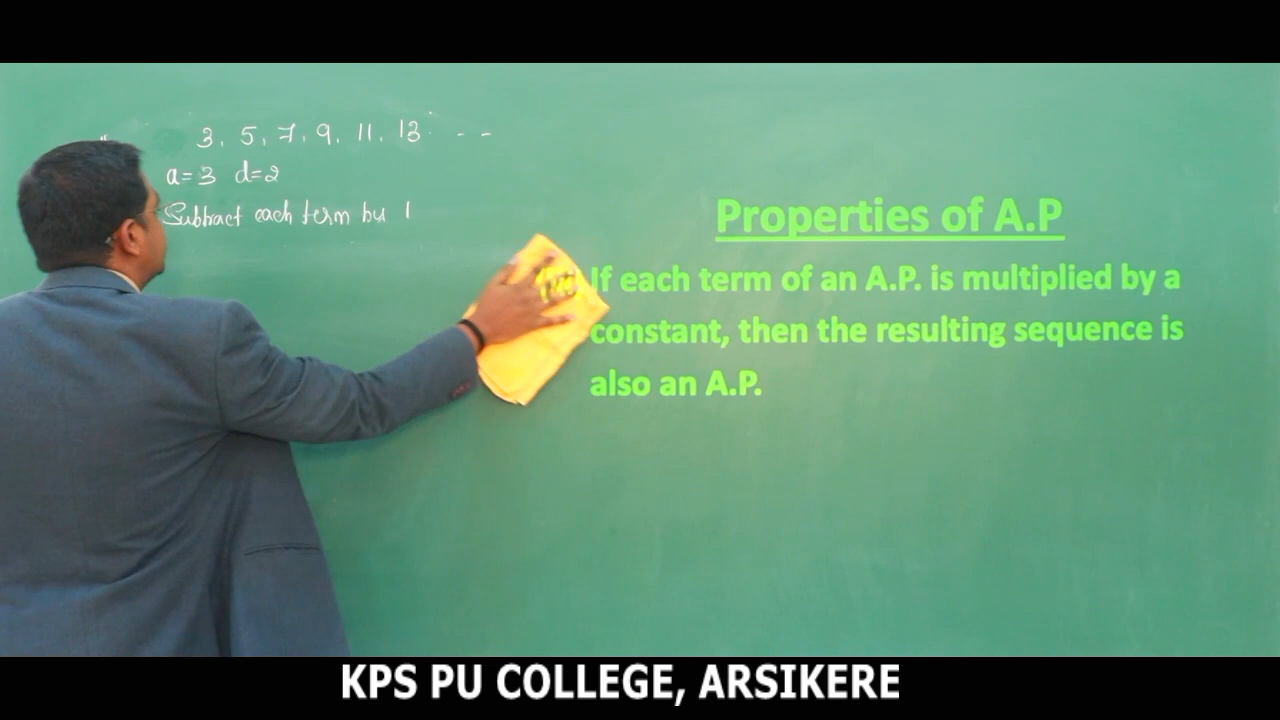 3, 5, 7, 9, 11, 13 - -
a=3 d=2
Subtract each term by 1
Properties of A.P
If each term of an A.P. is multiplied by a
constant, then the resulting sequence is
also an A.P.
KPS PU COLLEGE, ARSIKERE